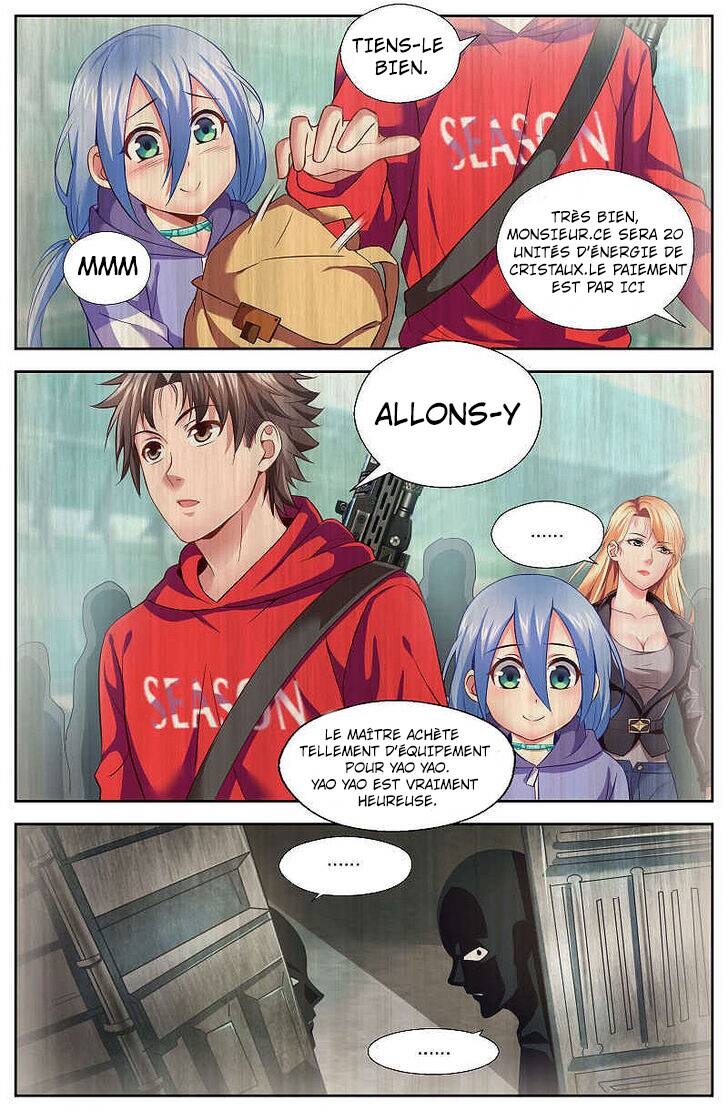 TIENS-LE
BIEN.
SEASON
MMM
TRÈS BIEN,
MONSIEUR.CE SERA 20
UNITÉS D'ÉNERGIE DE
CRISTAUX.LE PAIEMENT
EST PAR ICI
ALLONS-Y
......
SEASON
LE MAÎTRE ACHÈTE
TELLEMENT D'ÉQUIPEMENT
POUR YAO YAO.
YAO YAO EST VRAIMENT
HEUREUSE.
......
......